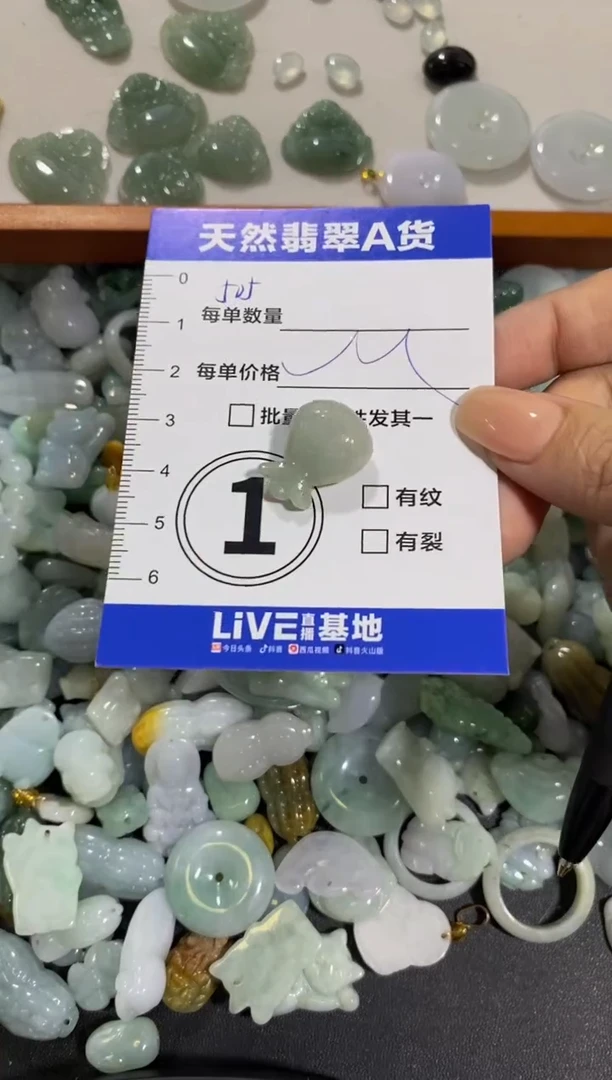 天然翡翠A货
0
每单数量
1
每单价格
2
批 发其一
3
4
1
有纹
5
有裂
6
LiVE直播基地
今日头条 抖音 西瓜视频 抖音火山版